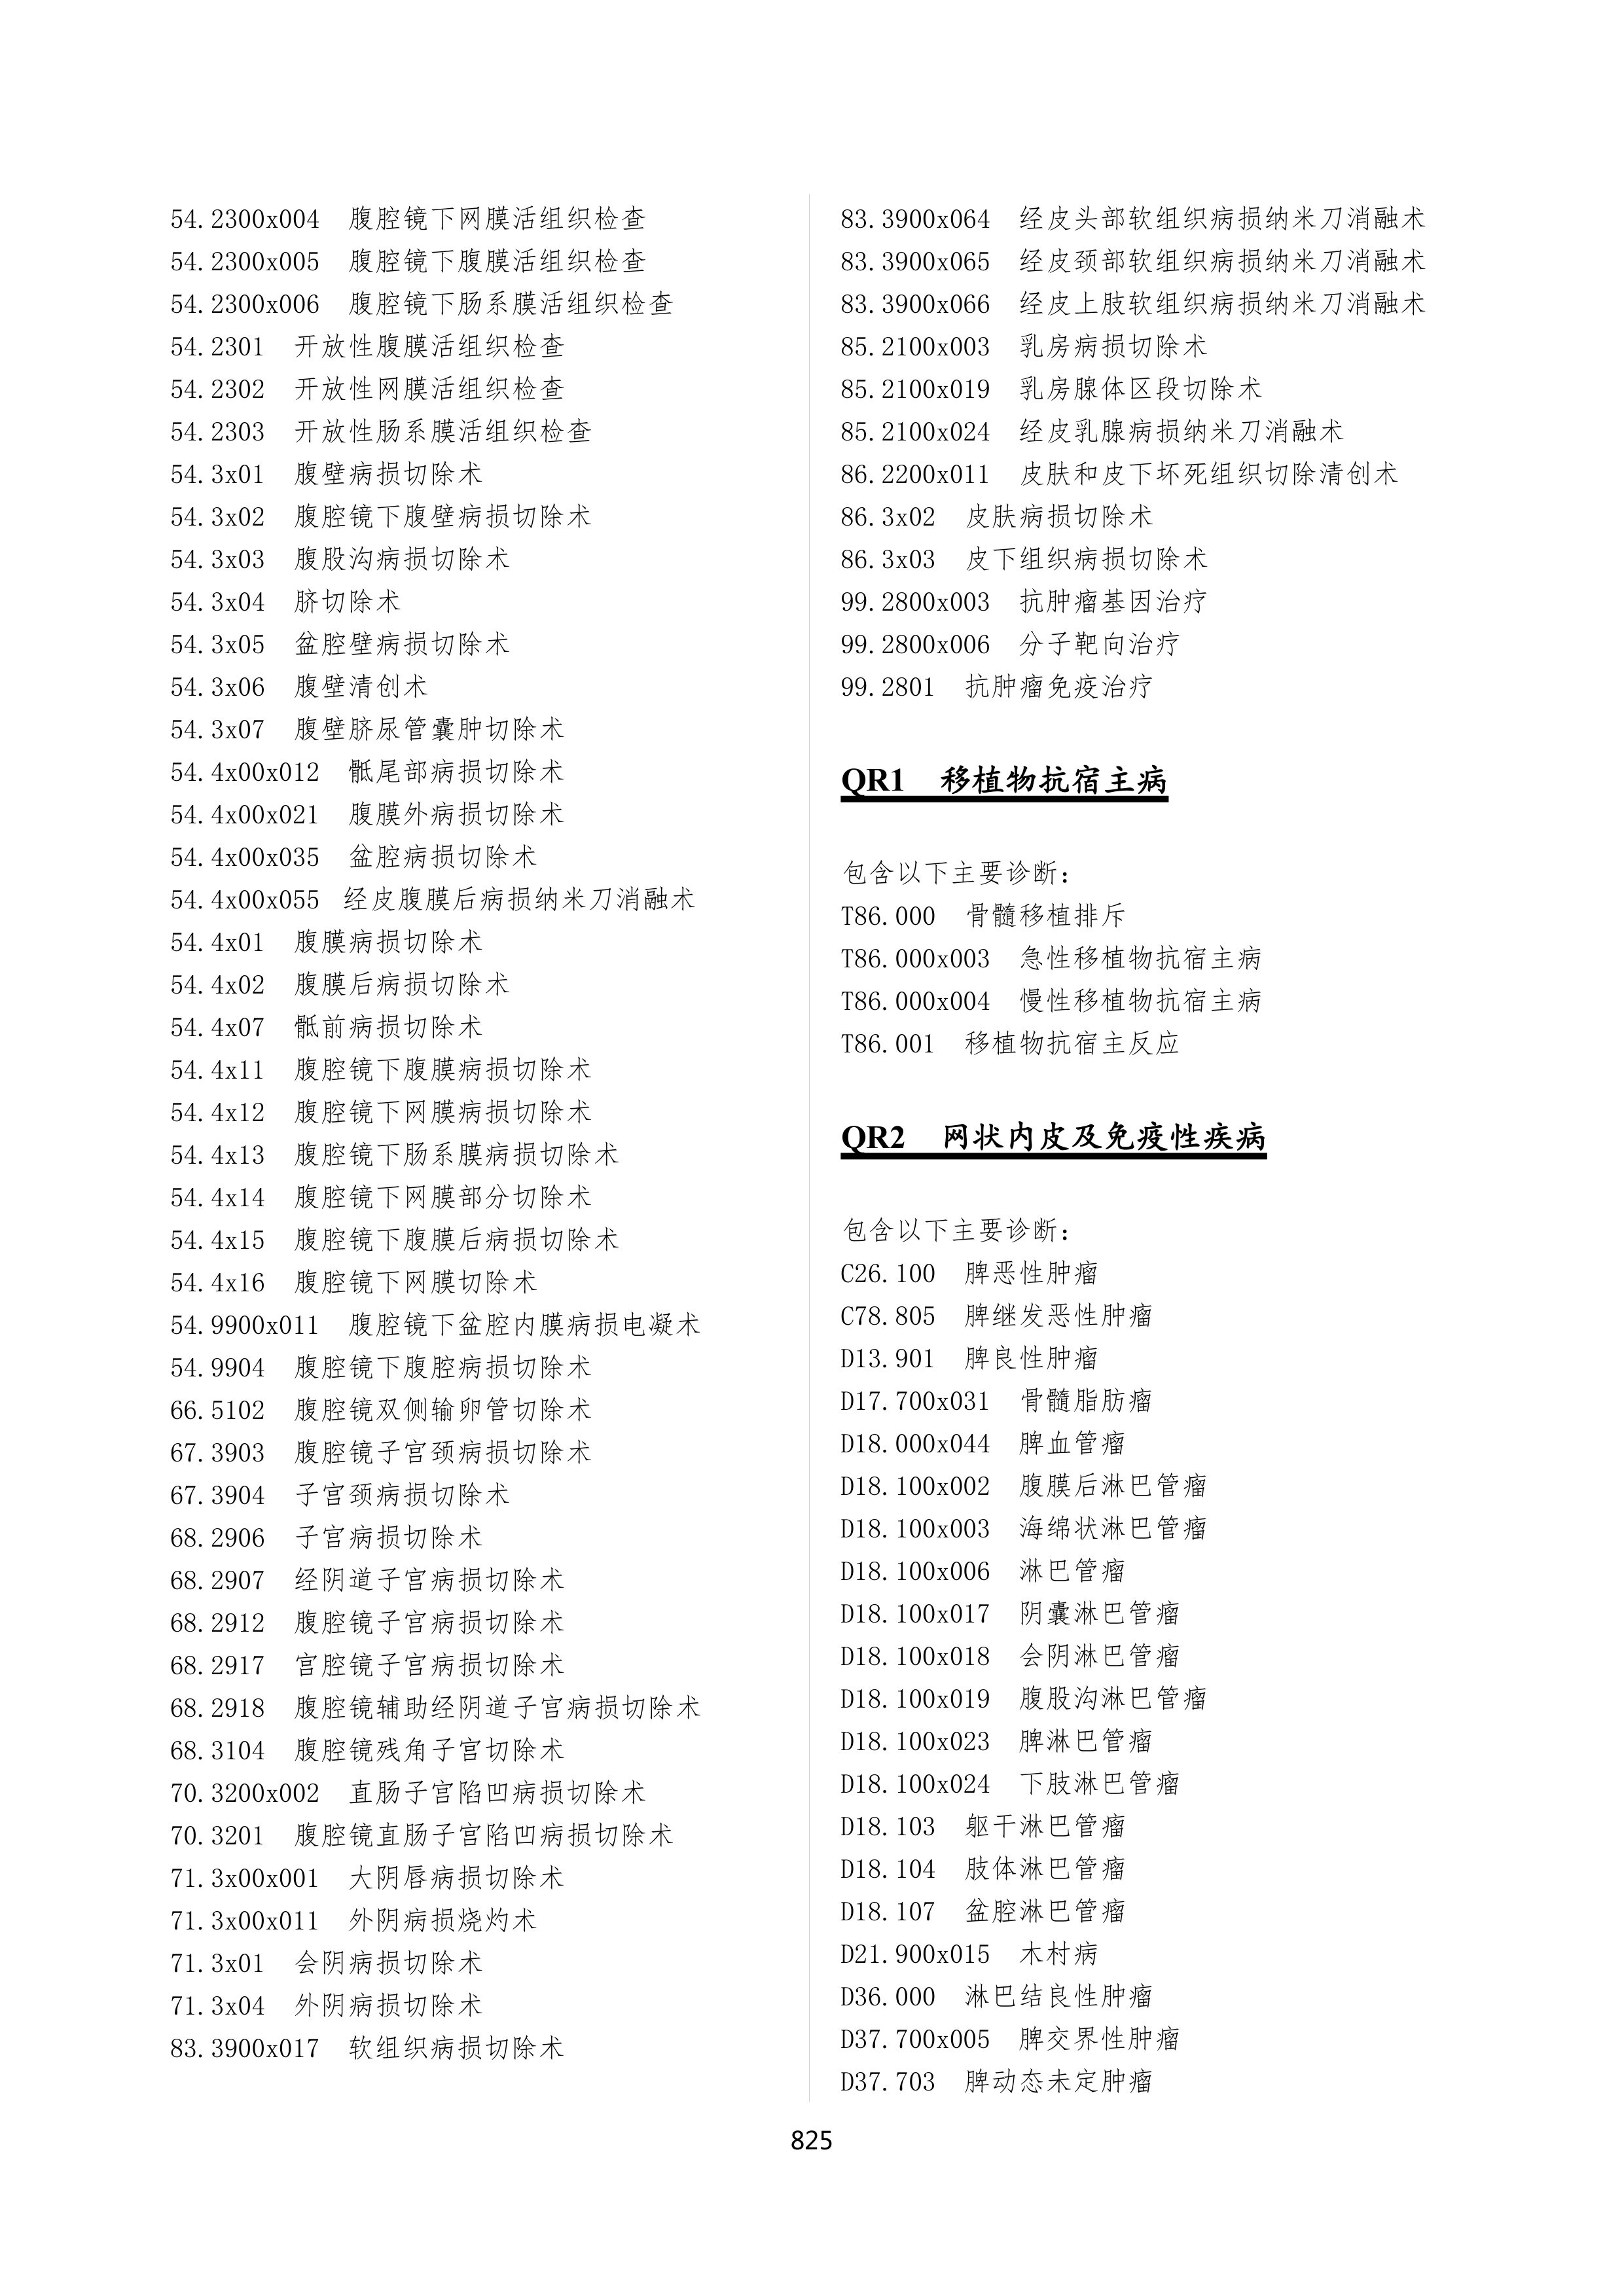 54.2300x004 腹腔镜下网膜活组织检查
54.2300x005 腹腔镜下腹膜活组织检查
54.2300x006 腹腔镜下肠系膜活组织检查
54.2301 开放性腹膜活组织检查
54.2302 开放性网膜活组织检查
54.2303 开放性肠系膜活组织检查
54.3x01 腹壁病损切除术
54.3x02 腹腔镜下腹壁病损切除术
54.3x03 腹股沟病损切除术
54.3x04 脐切除术
54.3x05 盆腔壁病损切除术
54.3x06 腹壁清创术
54.3x07 腹壁脐尿管囊肿切除术
54.4x00x012 骶尾部病损切除术
54.4x00x021 腹膜外病损切除术
54.4x00x035 盆腔病损切除术
54.4x00x055 经皮腹膜后病损纳米刀消融术
54.4x01 腹膜病损切除术
54.4x02 腹膜后病损切除术
54.4x07 骶前病损切除术
54.4x11 腹腔镜下腹膜病损切除术
54.4x12 腹腔镜下网膜病损切除术
54.4x13 腹腔镜下肠系膜病损切除术
54.4x14 腹腔镜下网膜部分切除术
54.4x15 腹腔镜下腹膜后病损切除术
54.4x16 腹腔镜下网膜切除术
54.9900x011 腹腔镜下盆腔内膜病损电凝术
54.9904 腹腔镜下腹腔病损切除术
66.5102 腹腔镜双侧输卵管切除术
67.3903 腹腔镜子宫颈病损切除术
67.3904 子宫颈病损切除术
68.2906 子宫病损切除术
68.2907 经阴道子宫病损切除术
68.2912 腹腔镜子宫病损切除术
68.2917 宫腔镜子宫病损切除术
68.2918 腹腔镜辅助经阴道子宫病损切除术
68.3104 腹腔镜残角子宫切除术
70.3200x002 直肠子宫陷凹病损切除术
70.3201 腹腔镜直肠子宫陷凹病损切除术
71.3x00x001 大阴唇病损切除术
71.3x00x011 外阴病损烧灼术
71.3x01 会阴病损切除术
71.3x04 外阴病损切除术
83.3900x017 软组织病损切除术
83.3900x064 经皮头部软组织病损纳米刀消融术
83.3900x065 经皮颈部软组织病损纳米刀消融术
83.3900x066 经皮上肢软组织病损纳米刀消融术
85.2100x003 乳房病损切除术
85.2100x019 乳房腺体区段切除术
85.2100x024 经皮乳腺病损纳米刀消融术
86.2200x011 皮肤和皮下坏死组织切除清创术
86.3x02 皮肤病损切除术
86.3x03 皮下组织病损切除术
99.2800x003 抗肿瘤基因治疗
99.2800x006 分子靶向治疗
99.2801 抗肿瘤免疫治疗
QR1 移植物抗宿主病
包含以下主要诊断：
T86.000 骨髓移植排斥
T86.000x003 急性移植物抗宿主病
T86.000x004 慢性移植物抗宿主病
T86.001 移植物抗宿主反应
QR2 网状内皮及免疫性疾病
包含以下主要诊断：
C26.100 脾恶性肿瘤
C78.805 脾继发恶性肿瘤
D13.901 脾良性肿瘤
D17.700x031 骨髓脂肪瘤
D18.000x044 脾血管瘤
D18.100x002 腹膜后淋巴管瘤
D18.100x003 海绵状淋巴管瘤
D18.100x006 淋巴管瘤
D18.100x017 阴囊淋巴管瘤
D18.100x018 会阴淋巴管瘤
D18.100x019 腹股沟淋巴管瘤
D18.100x023 脾淋巴管瘤
D18.100x024 下肢淋巴管瘤
D18.103 躯干淋巴管瘤
D18.104 肢体淋巴管瘤
D18.107 盆腔淋巴管瘤
D21.900x015 木村病
D36.000 淋巴结良性肿瘤
D37.700x005 脾交界性肿瘤
D37.703 脾动态未定肿瘤
825